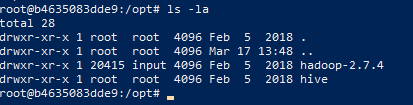 root@b4635083dde9:/opt# ls -la
total 28
drwxr-xr-x 1 root  root  4096 Feb  5  2018 .
drwxr-xr-x 1 root  root  4096 Mar 17 13:48 ..
drwxr-xr-x 1 20415 input 4096 Feb  5  2018 hadoop-2.7.4
drwxr-xr-x 1 root  root  4096 Feb  5  2018 hive
root@b4635083dde9:/opt#